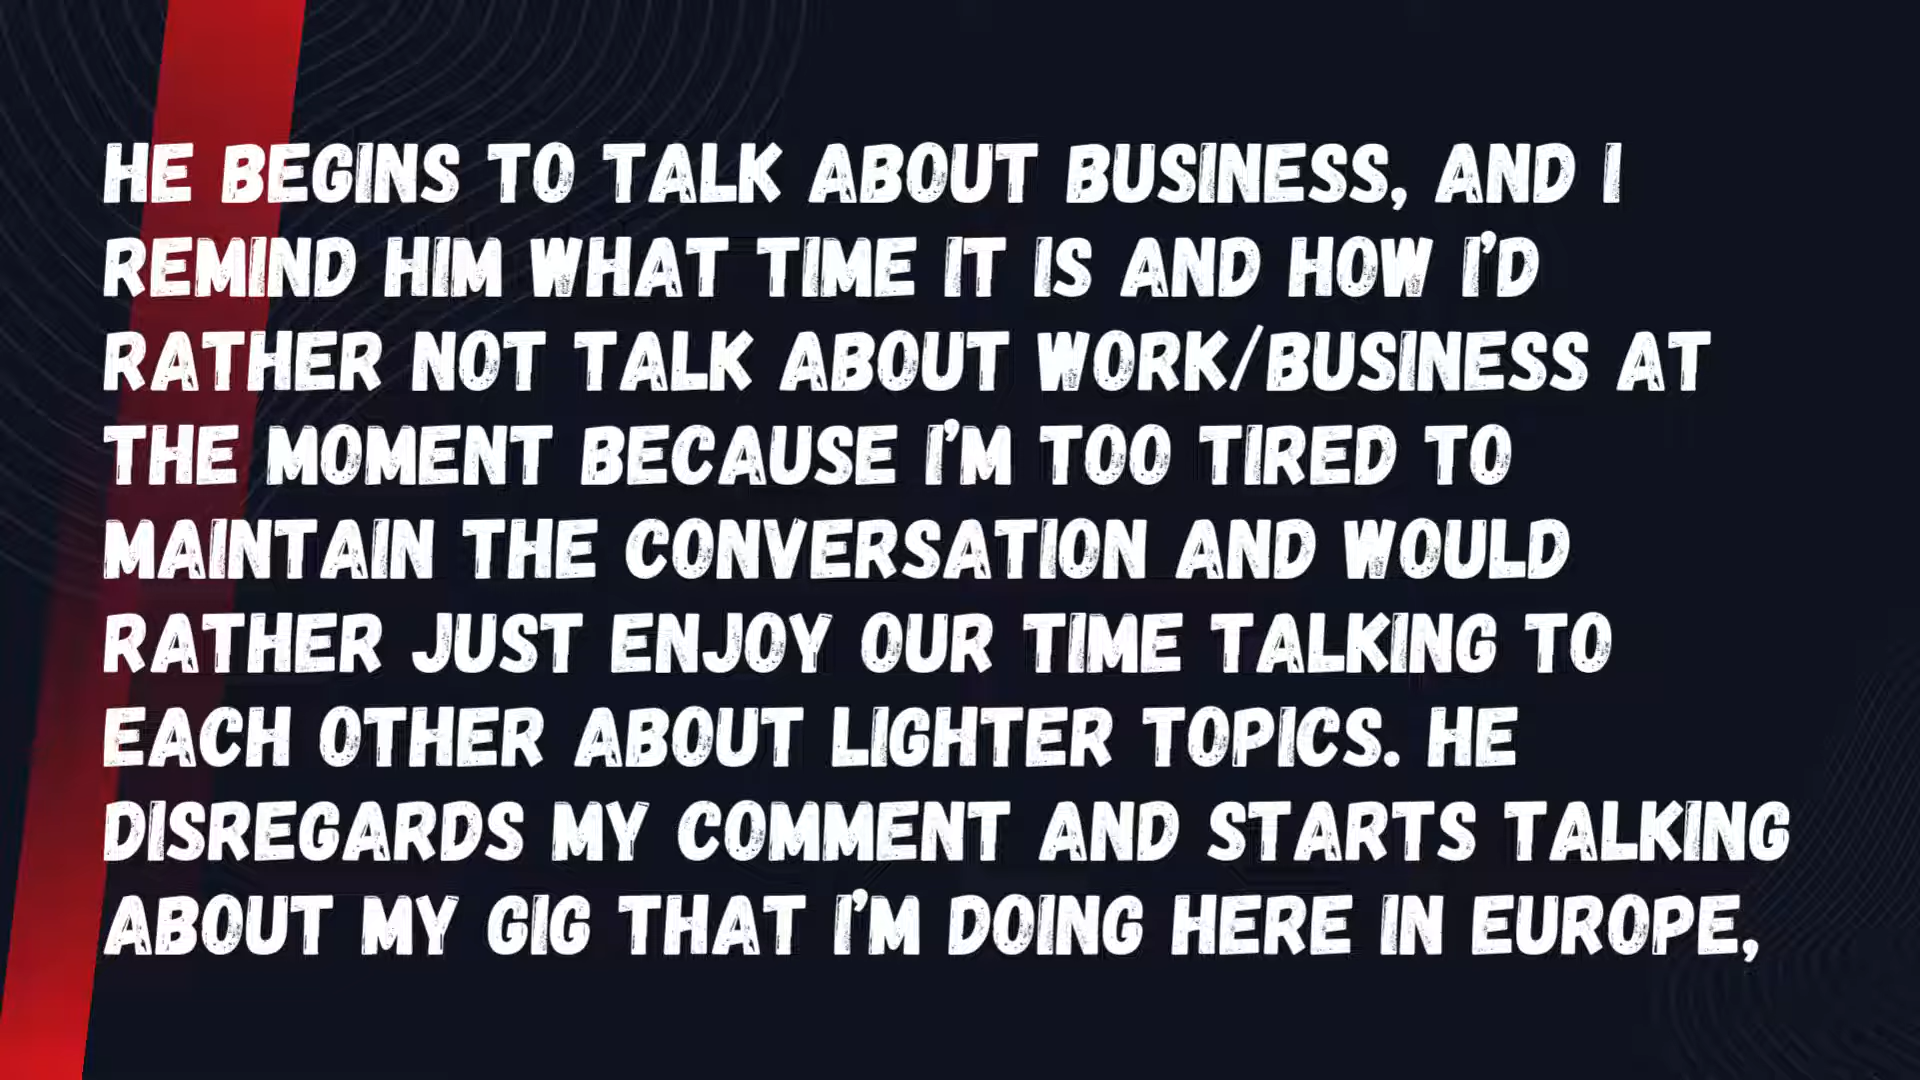 HE BEGINS TO TALK ABOUT BUSINESS, AND I
REMIND HIM WHAT TIME IT IS AND HOW I'D
RATHER NOT TALK ABOUT WORK/BUSINESS AT
THE MOMENT BECAUSE I'M TOO TIRED TO
MAINTAIN THE CONVERSATION AND WOULD
RATHER JUST ENJOY OUR TIME TALKING TO
EACH OTHER ABOUT LIGHTER TOPICS. HE
DISREGARDS MY COMMENT AND STARTS TALKING
ABOUT MY GIG THAT I'M DOING HERE IN EUROPE,